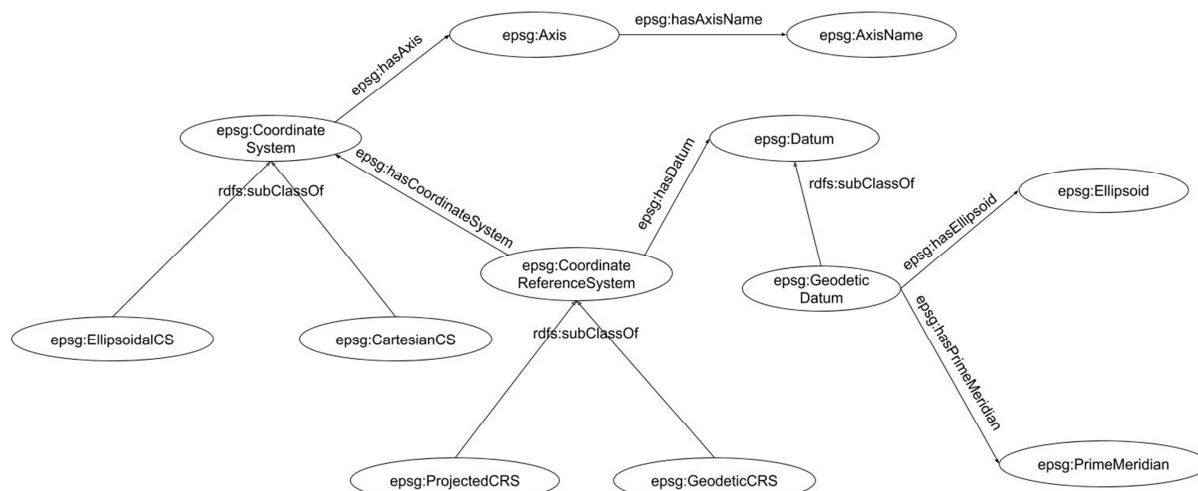 epsg:hasAxisName
epsg:Axis
epsg:AxisName
epsg:hasAxis
epsg:Coordinate
System
epsg:Datum
epsg:hasCoordinateSystem
epsg:hasDatum
rdfs:subClassOf
rdfs:subClassOf
epsg:Ellipsoid
epsg:hasEllipsoid
epsg:Coordinate
ReferenceSystem
epsg:Geodetic
Datum
epsg:EllipsoidalCS
epsg:CartesianCS
rdfs:subClassOf
epsg:hasPrimeMeridian
epsg:ProjectedCRS
epsg:GeodeticCRS
epsg:PrimeMeridian